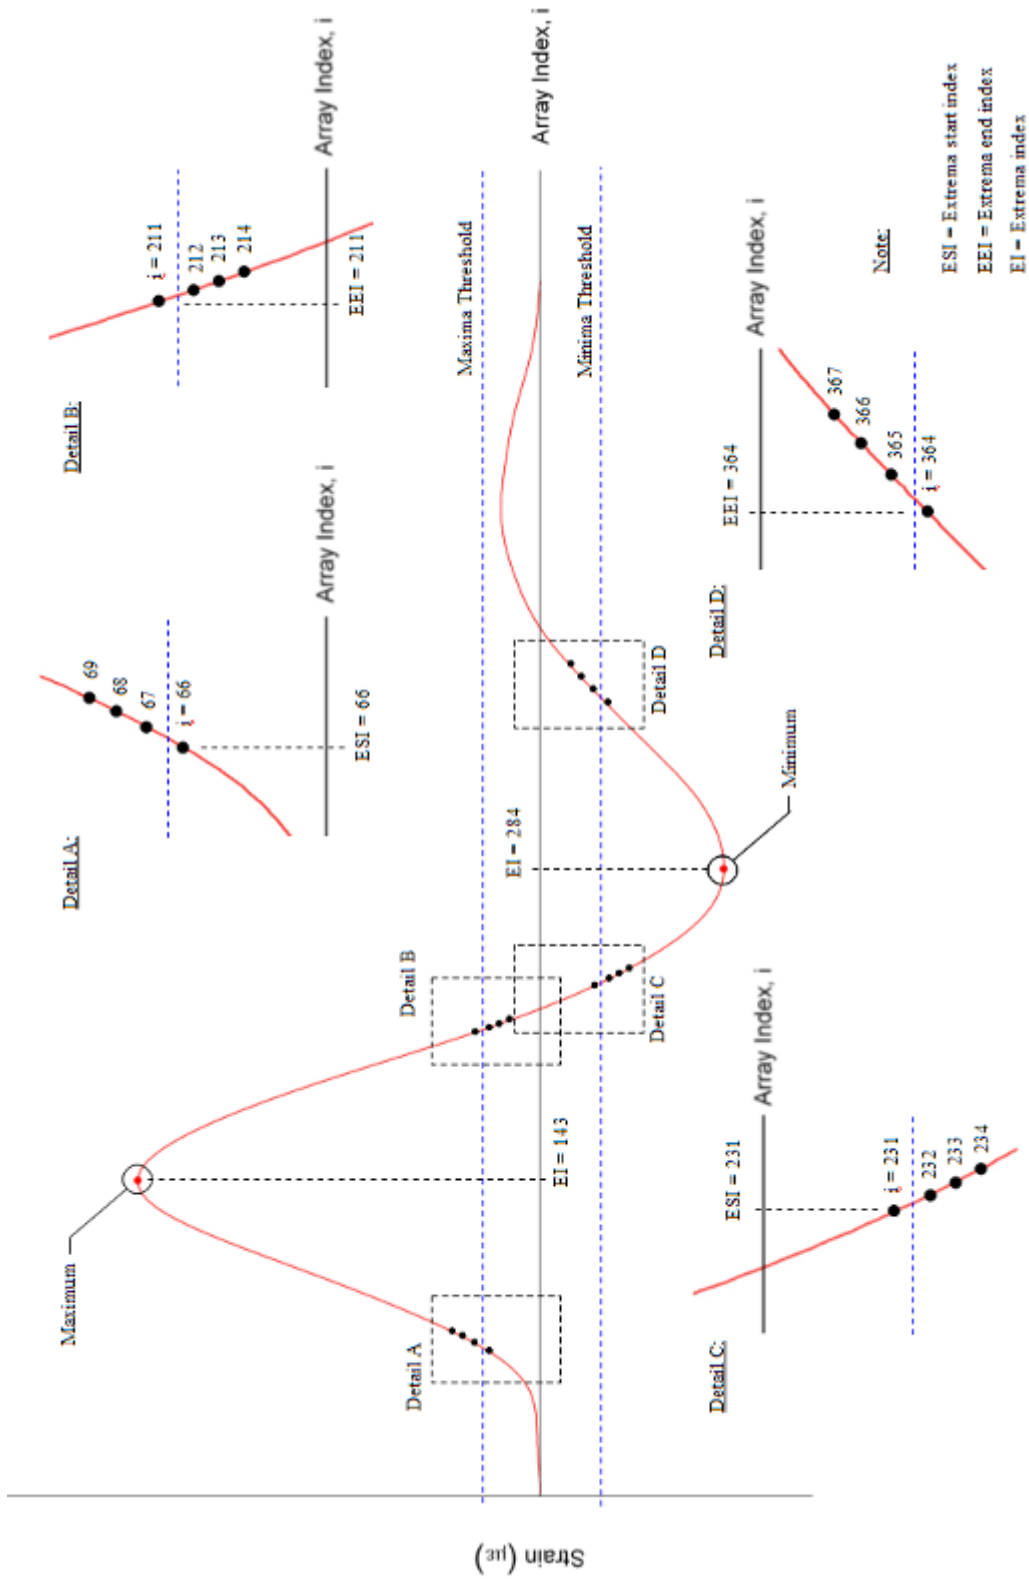 Detail A:
69
68
67
i = 66
Array Index, i
ESI = 66
Detail B:
i = 211
212
213
214
Array Index, i
EEI = 211
Maximum
Detail A
Detail B
Maxima Threshold
Array Index, i
Strain (με)
EI = 143
EI = 284
Minima Threshold
Detail C
Detail D
Minimum
Detail C:
ESI = 231
Array Index, i
i = 231
232
233
234
Detail D:
EEI = 364
Array Index, i
367
366
365
i = 364
Note:
ESI = Extrema start index
EEI = Extrema end index
EI = Extrema index